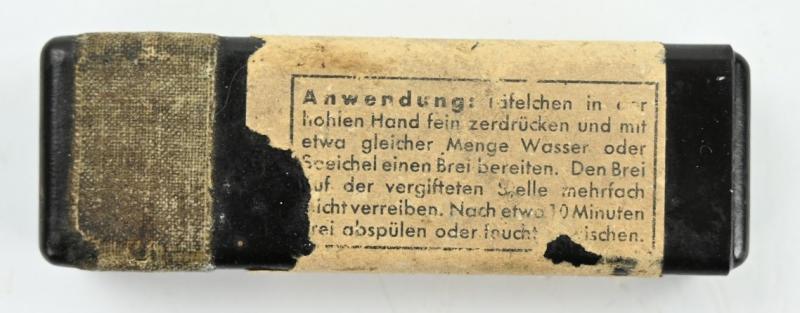 Anwendung: Täfelchen in der
hohlen Hand fein zerdrücken und mit
etwa gleicher Menge Wasser oder
Speichel einen Brei bereiten. Den Brei
auf der vergifteten Stelle mehrfach
verreiben. Nach etwa 10 Minuten
Brei abspülen oder feucht